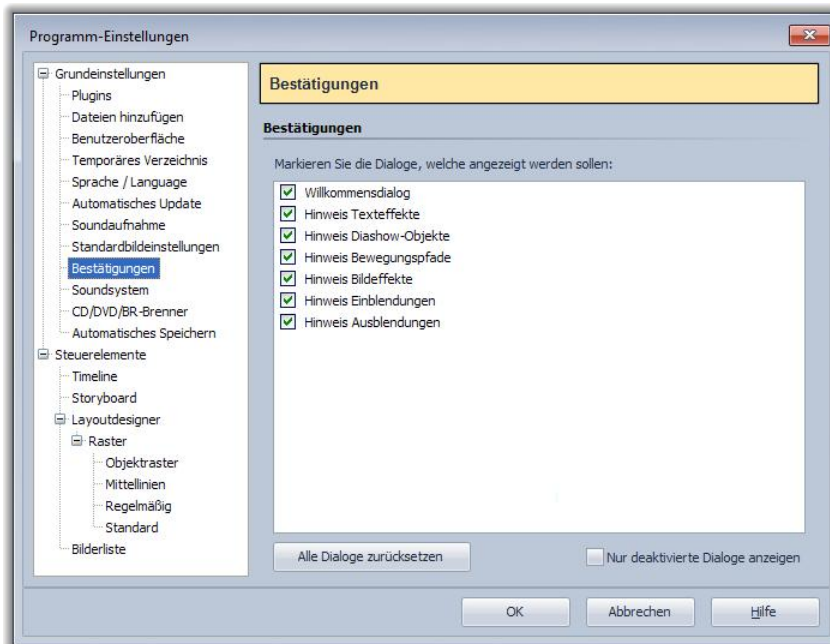 Programm-Einstellungen
Grundeinstellungen
Plugins
Dateien hinzufügen
Benutzeroberfläche
Temporäres Verzeichnis
Sprache / Language
Automatisches Update
Soundaufnahme
Standardbildeinstellungen
Bestätigungen
Soundsystem
CD/DVD/BR-Brenner
Automatisches Speichern
Steuerelemente
Timeline
Storyboard
Layoutdesigner
Raster
Objektraster
Mittellinien
Regelmäßig
Standard
Bilderliste
Bestätigungen
Bestätigungen
Markieren Sie die Dialoge, welche angezeigt werden sollen:
Willkommensdialog
Hinweis Texteffekte
Hinweis Diashow-Objekte
Hinweis Bewegungspfade
Hinweis Bildeffekte
Hinweis Einblendungen
Hinweis Ausblendungen
Alle Dialoge zurücksetzen
Nur deaktivierte Dialoge anzeigen
OK
Abbrechen
Hilfe